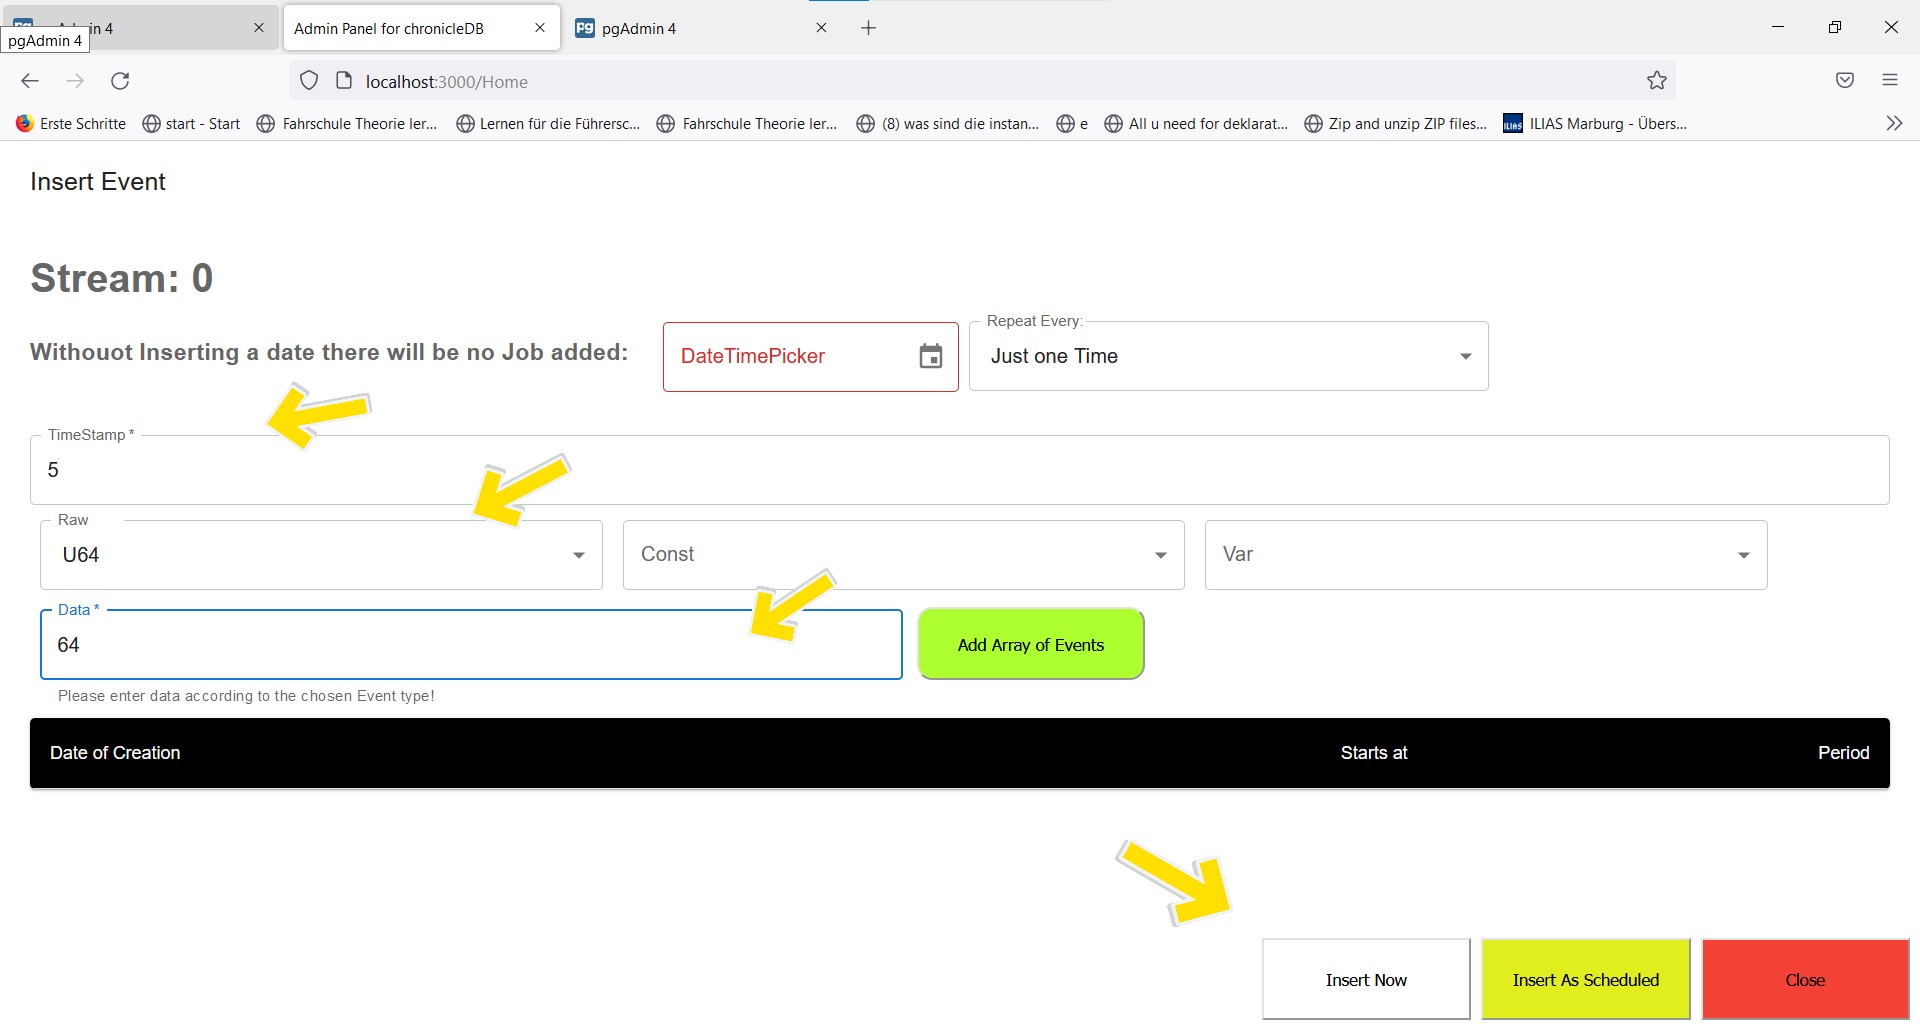 Admin 4
pgAdmin 4
Admin Panel for chronicleDB
pgAdmin 4
localhost:3000/Home
Erste Schritte
start - Start
Fahrschule Theorie ler...
Lernen für die Führersc...
Fahrschule Theorie ler...
(8) was sind die instan...
e
All u need for deklarat...
Zip and unzip ZIP files...
ILIAS
ILIAS Marburg - Übers...
Insert Event
Stream: 0
Withouot Inserting a date there will be no Job added:
DateTimePicker
Repeat Every:
Just one Time
TimeStamp *
5
Raw
U64
Const
Var
Data *
64
Add Array of Events
Please enter data according to the chosen Event type!
Date of Creation
Starts at
Period
Insert Now
Insert As Scheduled
Close